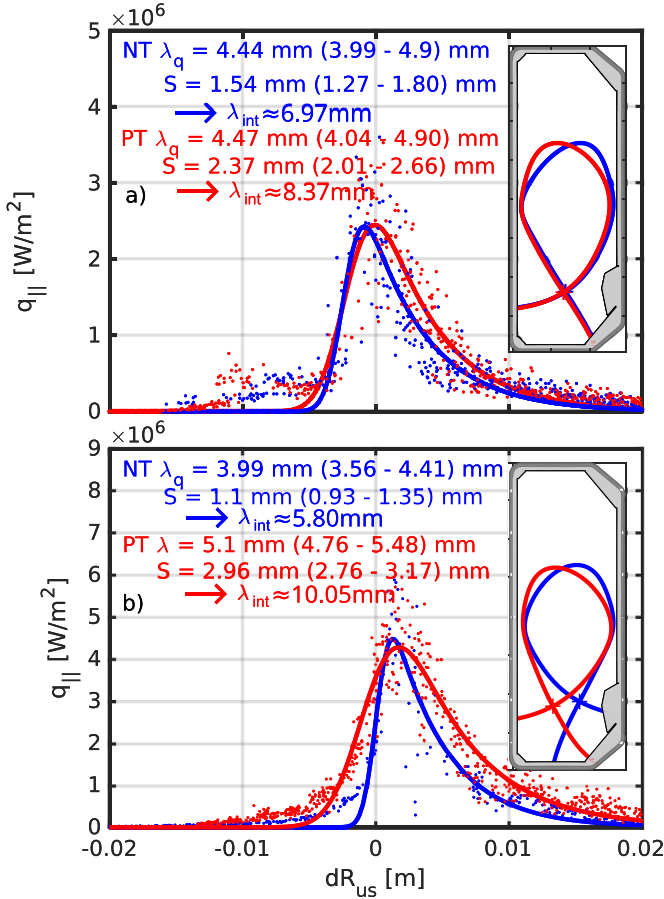 ×10⁶
5
4
3
2
1
0
q|| [W/m²]
NT λq = 4.44 mm (3.99 - 4.9) mm
S = 1.54 mm (1.27 - 1.80) mm
→ λint≈6.97mm
PT λq = 4.47 mm (4.04 - 4.90) mm
S = 2.37 mm (2.01 - 2.66) mm
a) → λint≈8.37mm
×10⁶
9
8
7
6
5
4
3
2
1
0
q|| [W/m²]
NT λq = 3.99 mm (3.56 - 4.41) mm
S = 1.1 mm (0.93 - 1.35) mm
→ λint≈5.80mm
PT λ = 5.1 mm (4.76 - 5.48) mm
S = 2.96 mm (2.76 - 3.17) mm
b) → λint≈10.05mm
-0.02 -0.01 0 0.01 0.02
dRus [m]